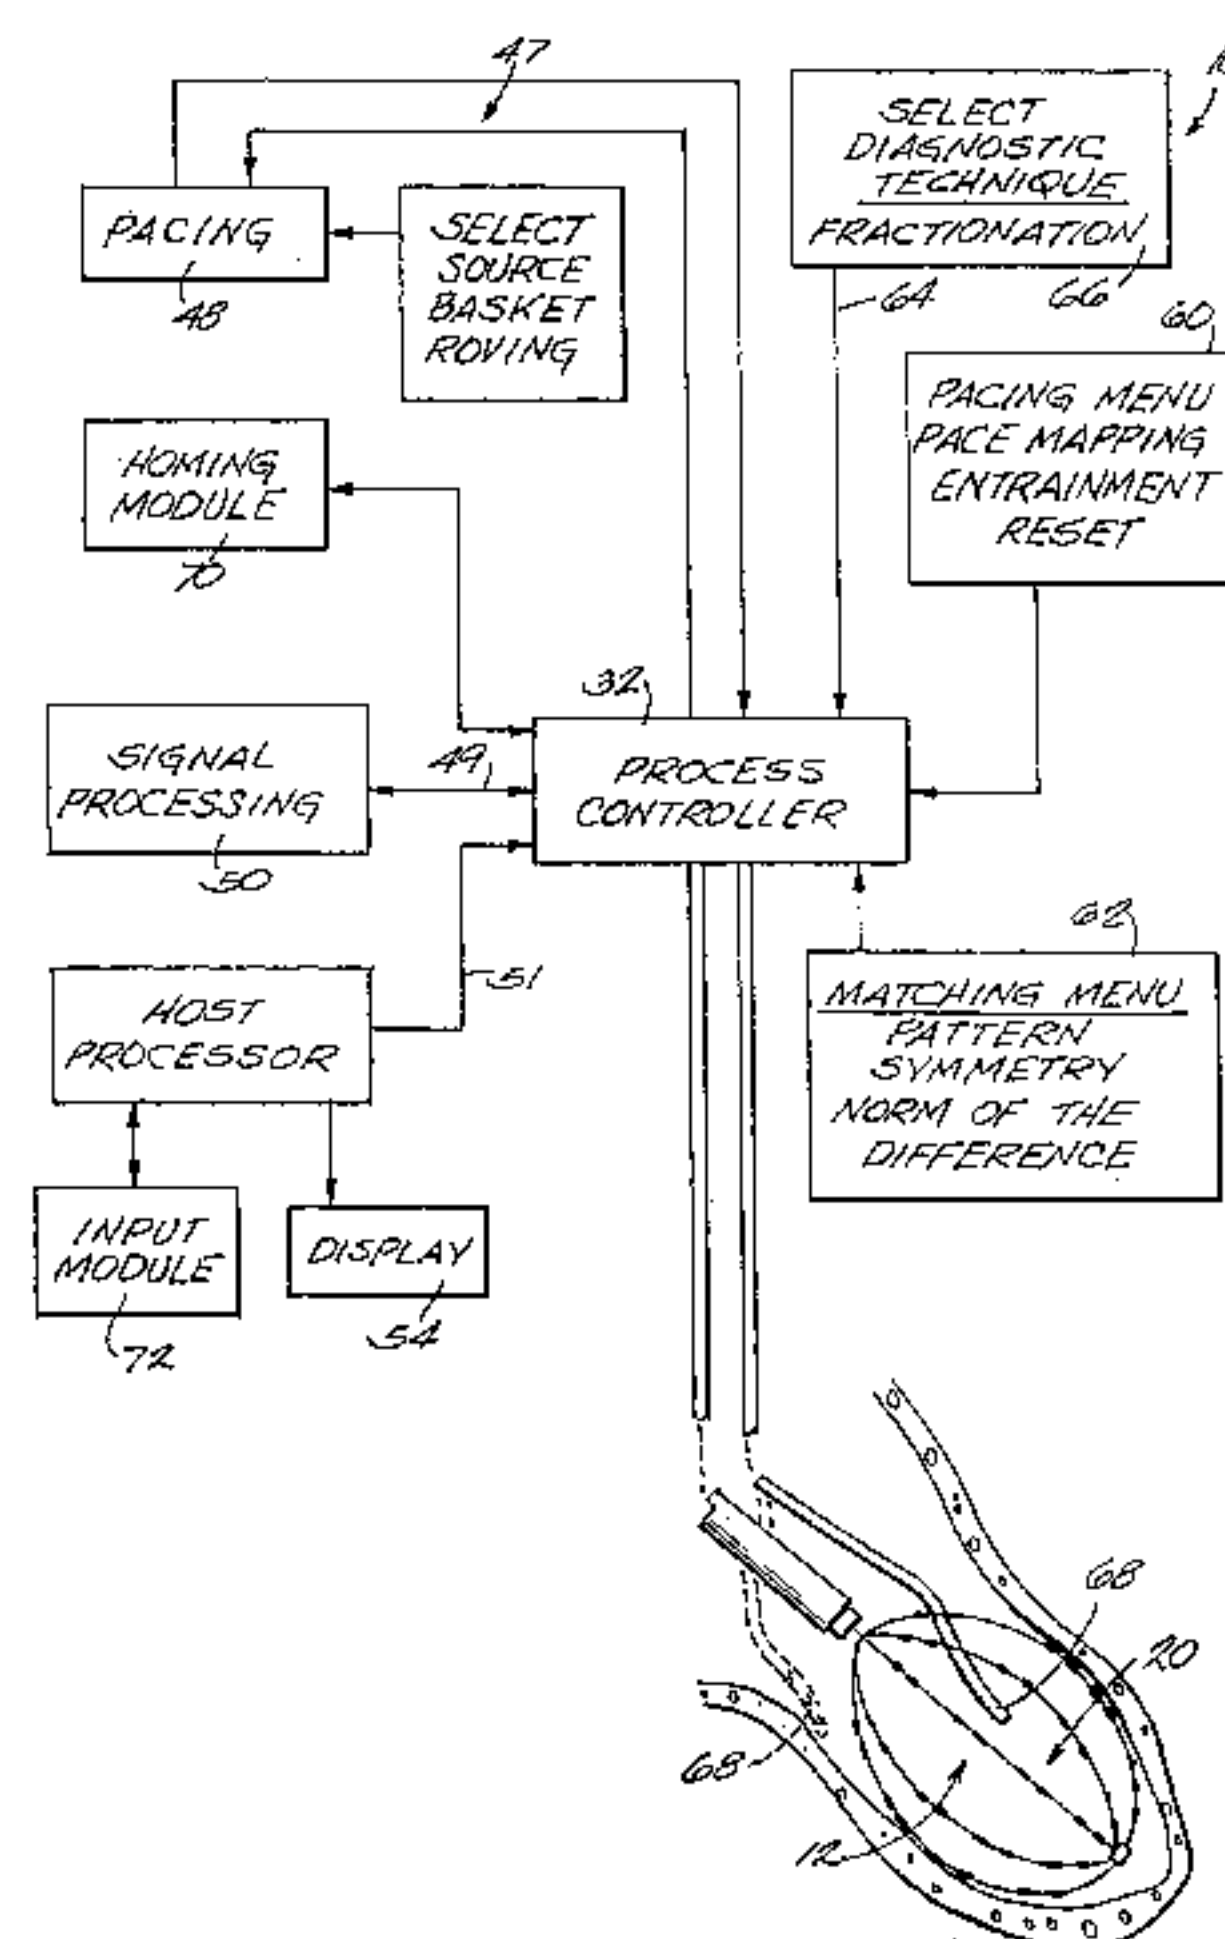 47
PACING
48
SELECT
SOURCE
BASKET
ROVING
SELECT
DIAGNOSTIC
TECHNIQUE
FRACTIONATION
66
64
60
PACING MENU
PACE MAPPING
ENTRAINMENT
RESET
HOMING
MODULE
70
32
PROCESS
CONTROLLER
SIGNAL
PROCESSING
50
49
51
HOST
PROCESSOR
62
MATCHING MENU
PATTERN
SYMMETRY
NORM OF THE
DIFFERENCE
INPUT
MODULE
72
DISPLAY
54
68
20
68
12